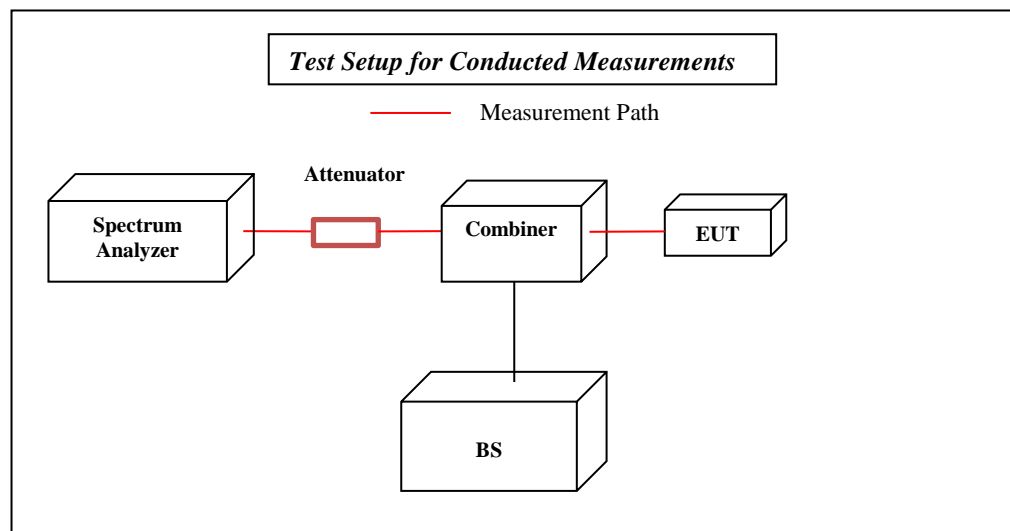 Test Setup for Conducted Measurements
Measurement Path
Attenuator
Spectrum
Analyzer
Combiner
EUT
BS